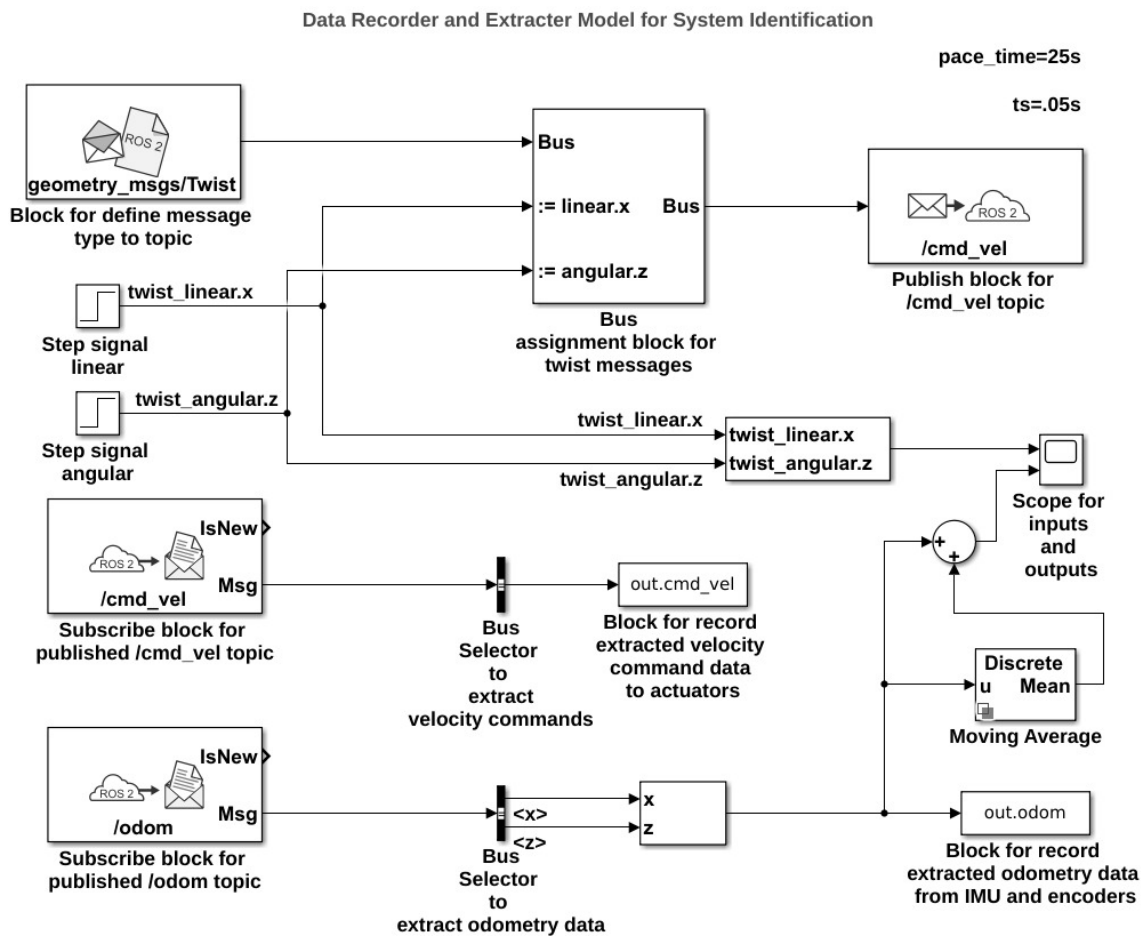 Data Recorder and Extracter Model for System Identification
pace_time=25s
ts=.05s
ROS 2
geometry_msgs/Twist
Block for define message
type to topic
Bus
:= linear.x
Bus
:= angular.z
Bus
assignment block for
twist messages
ROS 2
/cmd_vel
Publish block for
/cmd_vel topic
twist_linear.x
Step signal
linear
twist_angular.z
Step signal
angular
twist_linear.x
twist_angular.z
twist_linear.x
twist_angular.z
Scope for
inputs
and
outputs
IsNew
ROS 2
Msg
/cmd_vel
Subscribe block for
published /cmd_vel topic
Bus
Selector
to
extract
velocity commands
out.cmd_vel
Block for record
extracted velocity
command data
to actuators
+
+
Discrete
u Mean
Moving Average
IsNew
ROS 2
Msg
/odom
Subscribe block for
published /odom topic
<x>
<z>
Bus
Selector
to
extract odometry data
x
z
out.odom
Block for record
extracted odometry data
from IMU and encoders